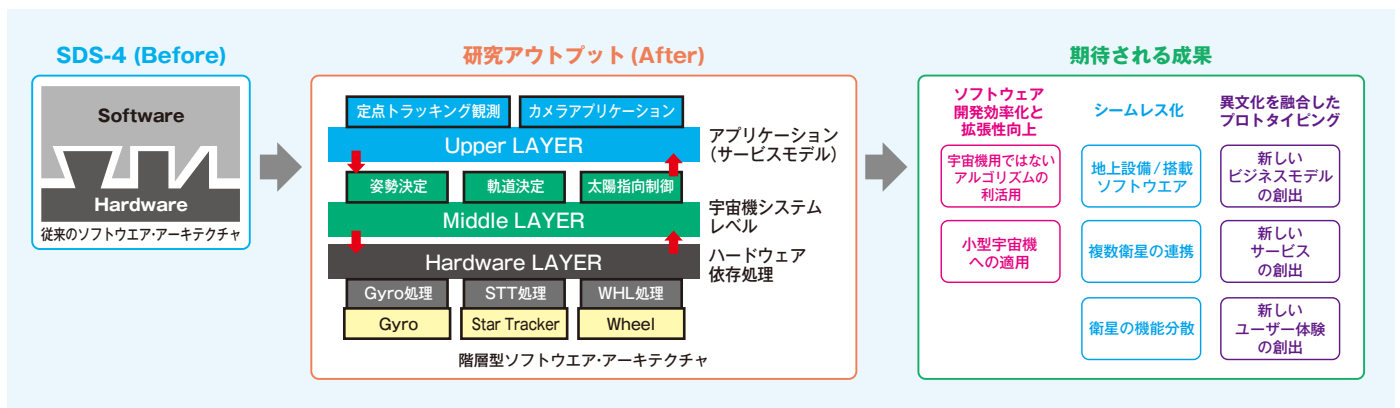 SDS-4 (Before)
Software
Hardware
従来のソフトウエア・アーキテクチャ
研究アウトプット (After)
定点トラッキング観測
カメラアプリケーション
Upper LAYER
アプリケーション
(サービスモデル)
姿勢決定
軌道決定
太陽指向制御
Middle LAYER
宇宙機システム
レベル
Hardware LAYER
ハードウェア
依存処理
Gyro処理
STT処理
WHL処理
Gyro
Star Tracker
Wheel
階層型ソフトウエア・アーキテクチャ
期待される成果
ソフトウェア
開発効率化と
拡張性向上
宇宙機用ではない
アルゴリズムの
利活用
小型宇宙機
への適用
シームレス化
地上設備/搭載
ソフトウエア
複数衛星の連携
衛星の機能分散
異文化を融合した
プロトタイピング
新しい
ビジネスモデル
の創出
新しい
サービス
の創出
新しい
ユーザー体験
の創出